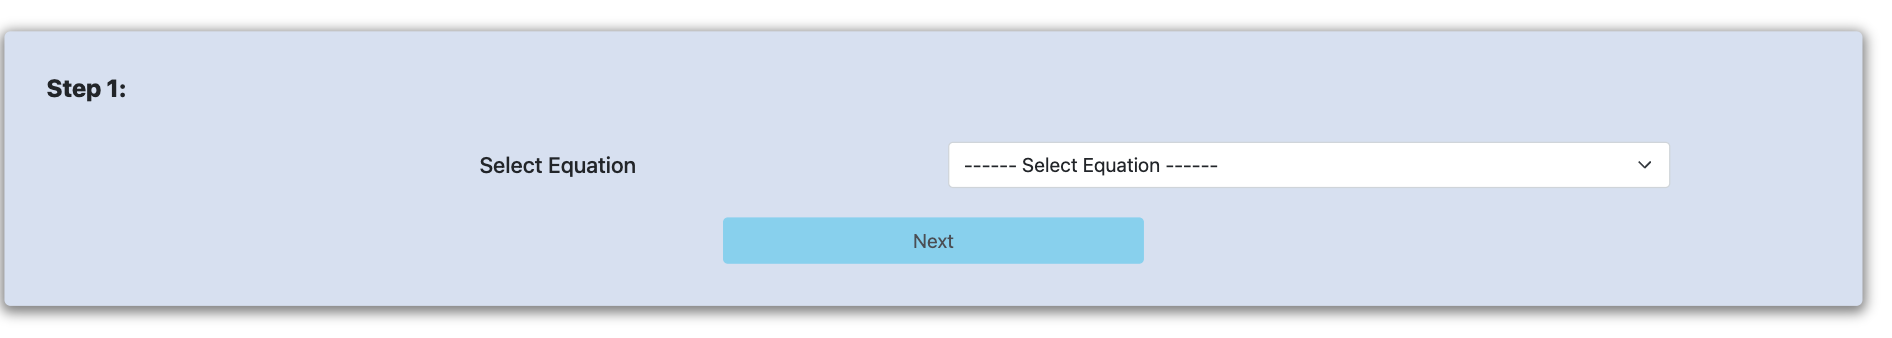 Step 1:
Select Equation
------ Select Equation ------
Next